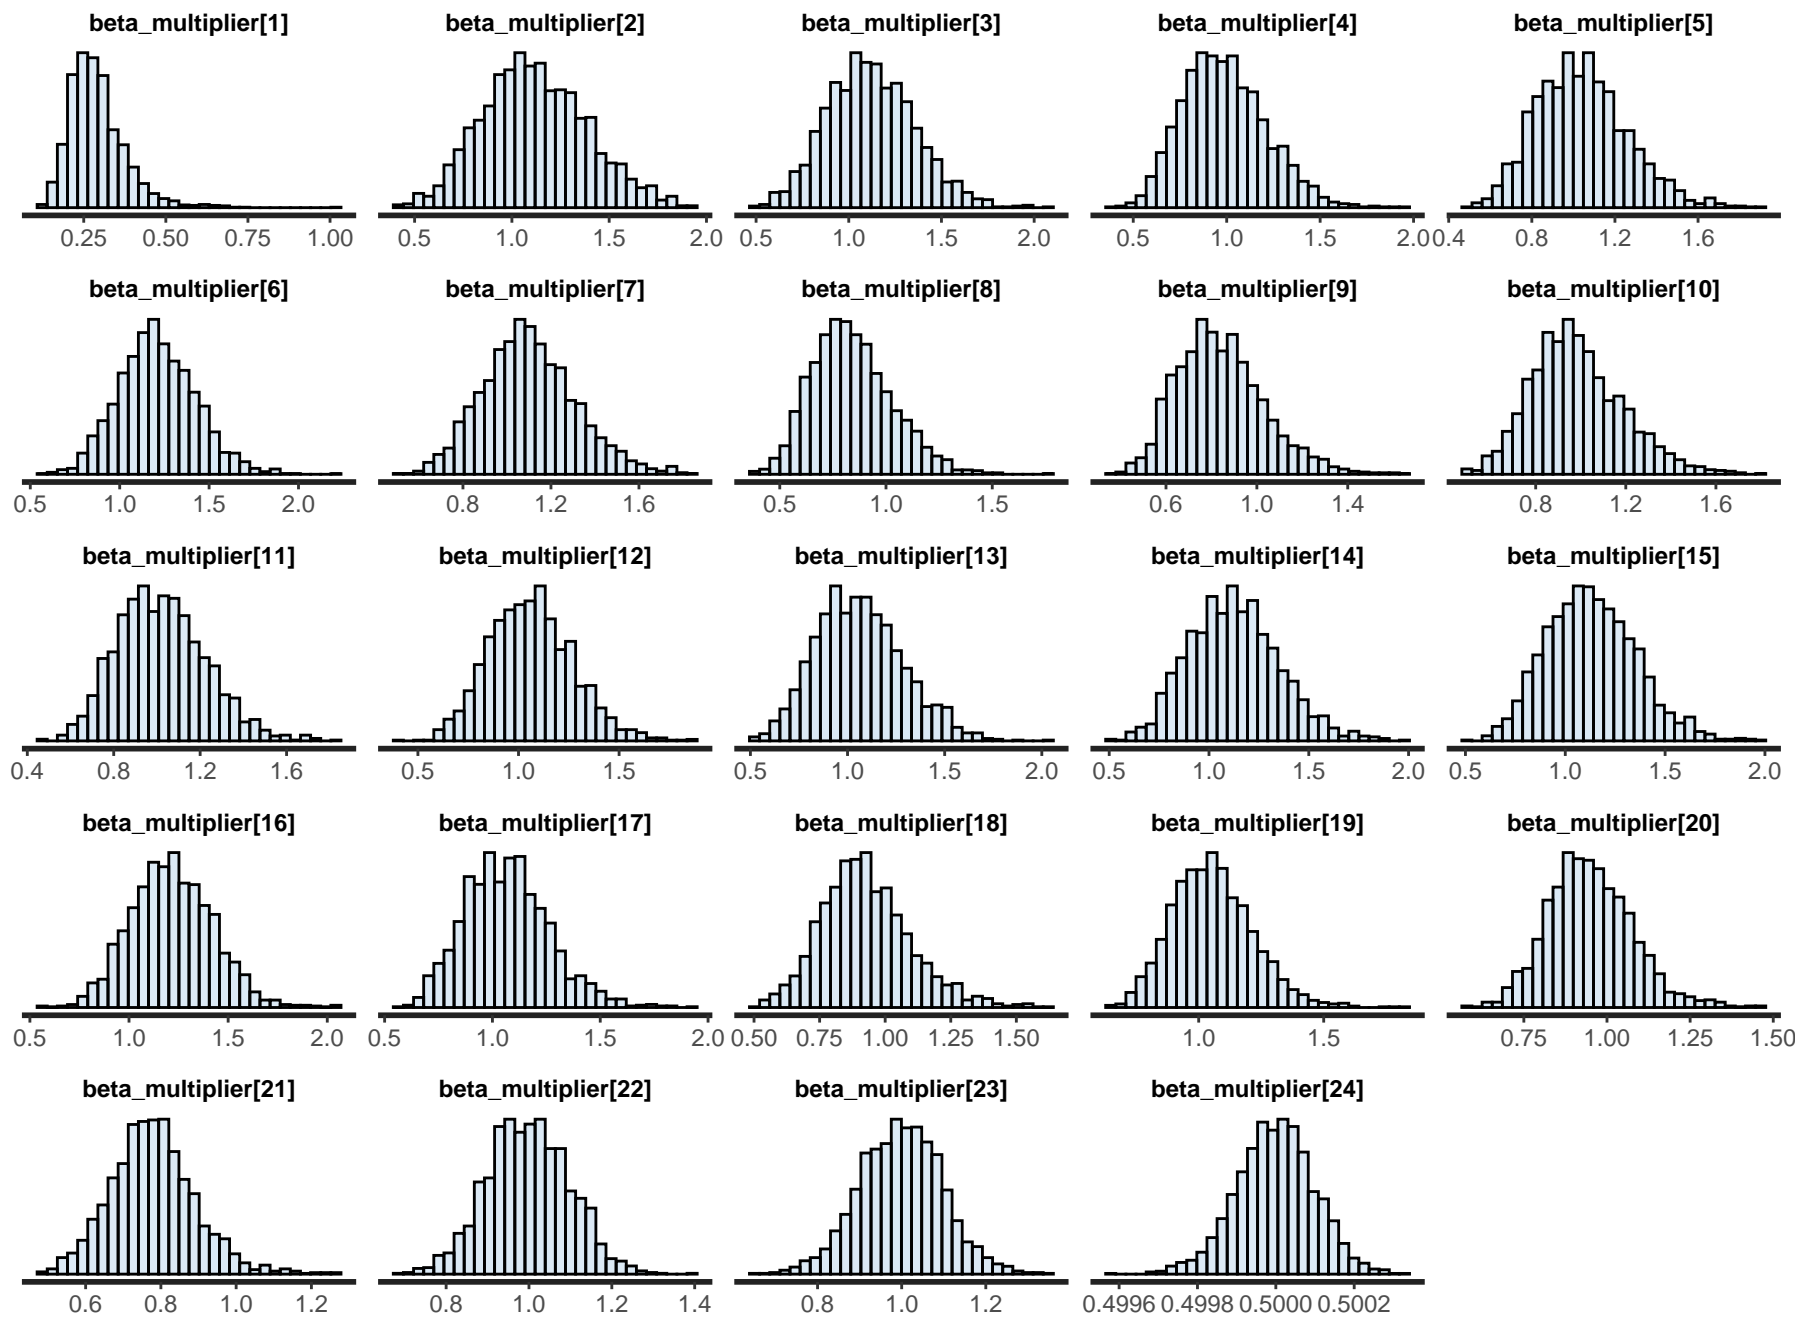 beta_multiplier[1] beta_multiplier[2] beta_multiplier[3] beta_multiplier[4] beta_multiplier[5]
0.25 0.50 0.75 1.00 0.5 1.0 1.5 2.0 0.5 1.0 1.5 2.0 0.5 1.0 1.5 2.0 0.4 0.8 1.2 1.6
beta_multiplier[6] beta_multiplier[7] beta_multiplier[8] beta_multiplier[9] beta_multiplier[10]
0.5 1.0 1.5 2.0 0.8 1.2 1.6 0.5 1.0 1.5 0.6 1.0 1.4 0.8 1.2 1.6
beta_multiplier[11] beta_multiplier[12] beta_multiplier[13] beta_multiplier[14] beta_multiplier[15]
0.4 0.8 1.2 1.6 0.5 1.0 1.5 0.5 1.0 1.5 2.0 0.5 1.0 1.5 2.0 0.5 1.0 1.5 2.0
beta_multiplier[16] beta_multiplier[17] beta_multiplier[18] beta_multiplier[19] beta_multiplier[20]
0.5 1.0 1.5 2.0 0.5 1.0 1.5 2.0 0.50 0.75 1.00 1.25 1.50 1.0 1.5 0.75 1.00 1.25 1.50
beta_multiplier[21] beta_multiplier[22] beta_multiplier[23] beta_multiplier[24]
0.6 0.8 1.0 1.2 0.8 1.0 1.2 1.4 0.8 1.0 1.2 0.4996 0.4998 0.5000 0.5002